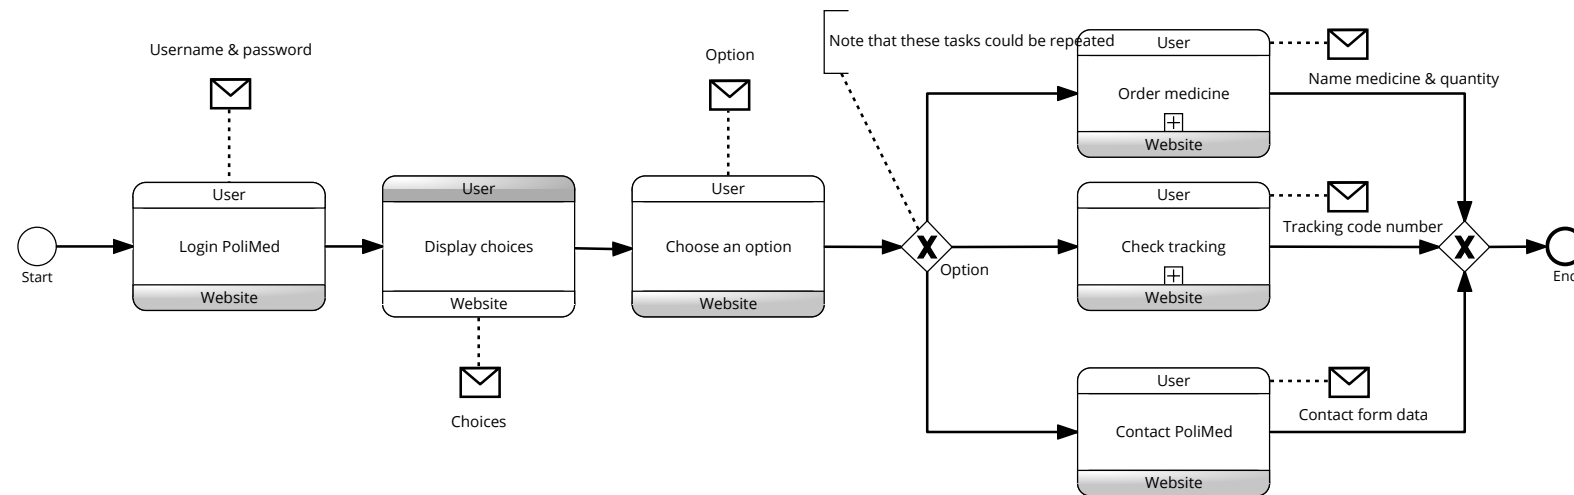 Username & password
User
Login PoliMed
Website
Start
User
Display choices
Website
Choices
Option
User
Choose an option
Website
Note that these tasks could be repeated
Option
User
Order medicine
Website
Name medicine & quantity
User
Check tracking
Website
Tracking code number
User
Contact PoliMed
Website
Contact form data
End